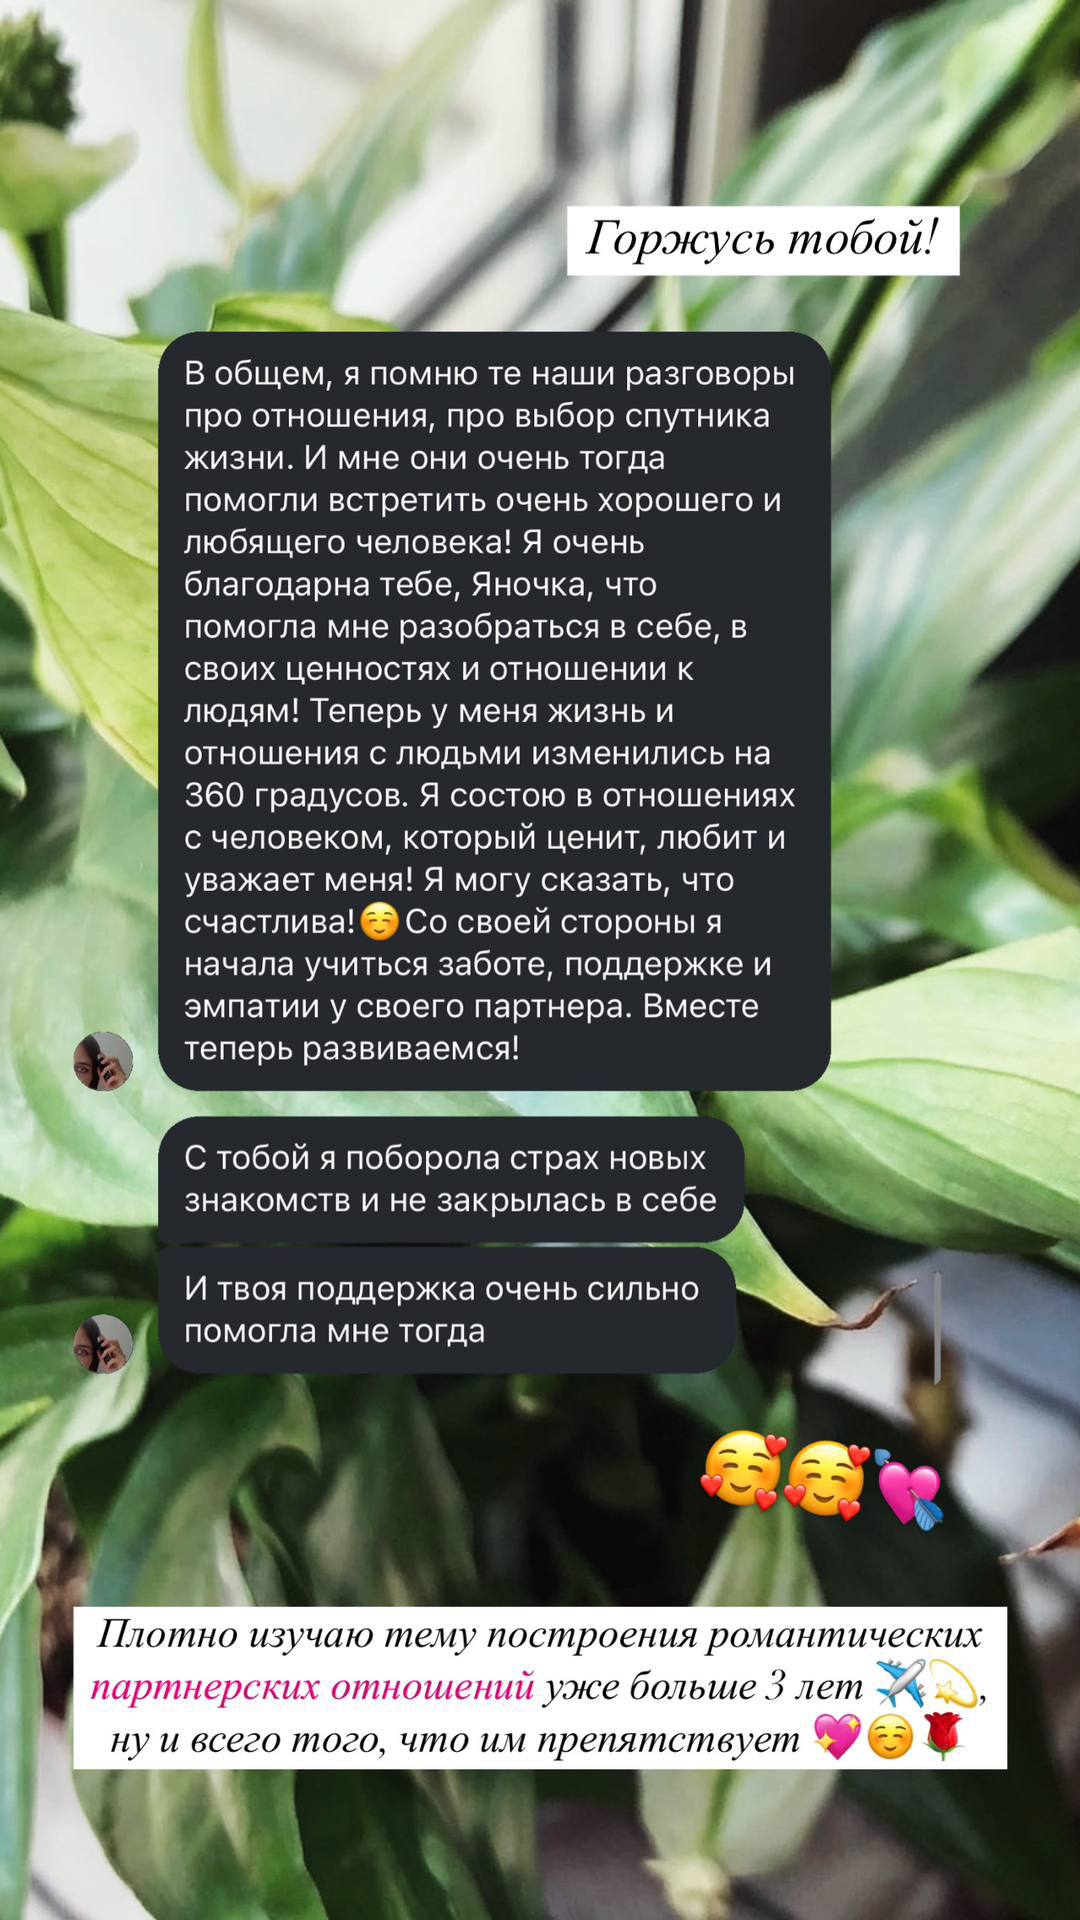 Горжусь тобой!
В общем, я помню те наши разговоры
про отношения, про выбор спутника
жизни. И мне они очень тогда
помогли встретить очень хорошего и
любящего человека! Я очень
благодарна тебе, Яночка, что
помогла мне разобраться в себе, в
своих ценностях и отношении к
людям! Теперь у меня жизнь и
отношения с людьми изменились на
360 градусов. Я состою в отношениях
с человеком, который ценит, любит и
уважает меня! Я могу сказать, что
счастлива!☺️Со своей стороны я
начала учиться заботе, поддержке и
эмпатии у своего партнера. Вместе
теперь развиваемся!
С тобой я поборола страх новых
знакомств и не закрылась в себе
И твоя поддержка очень сильно
помогла мне тогда
🥰🥰💘
Плотно изучаю тему построения романтических
партнерских отношений уже больше 3 лет ✈️💫,
ну и всего того, что им препятствует 💖☺️🌹